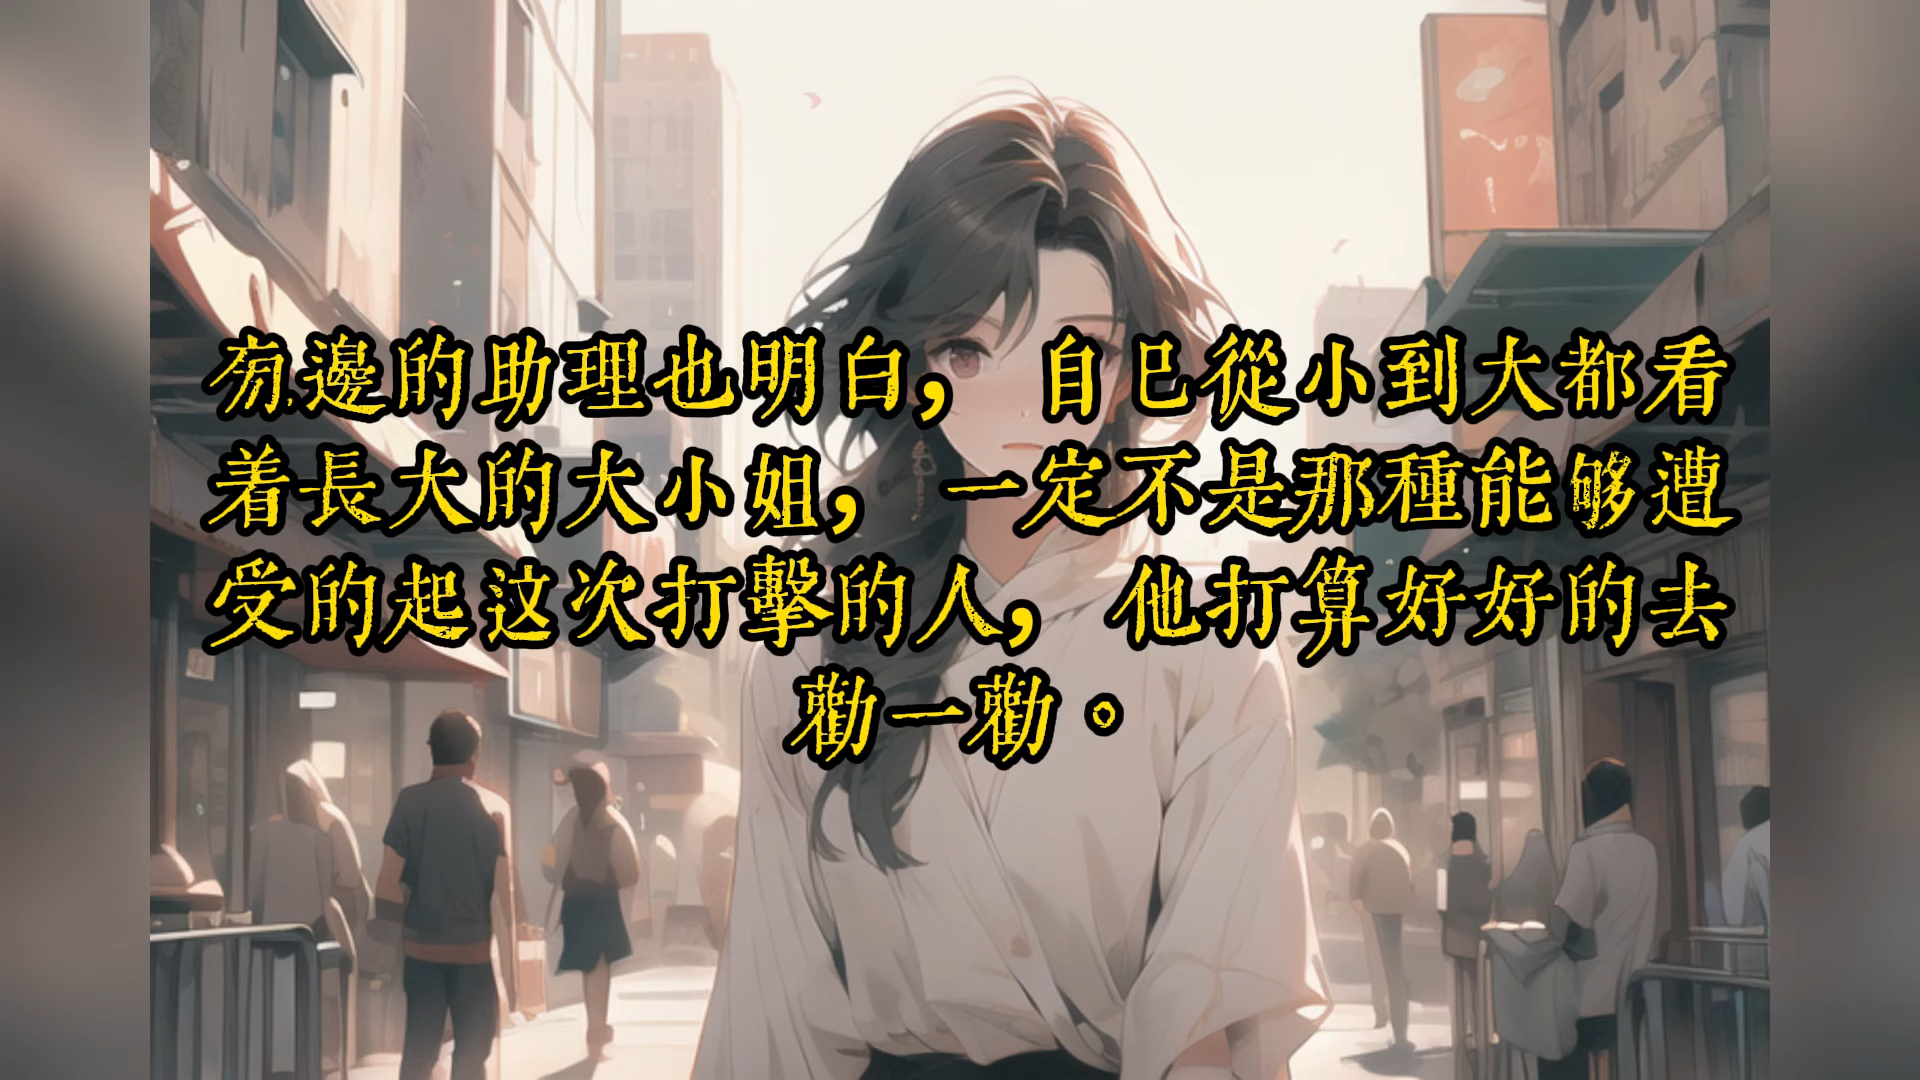 旁邊的助理也明白，自已從小到大都看
着長大的大小姐，一定不是那種能够遭
受的起这次打擊的人，他打算好好的去
勸一勸。